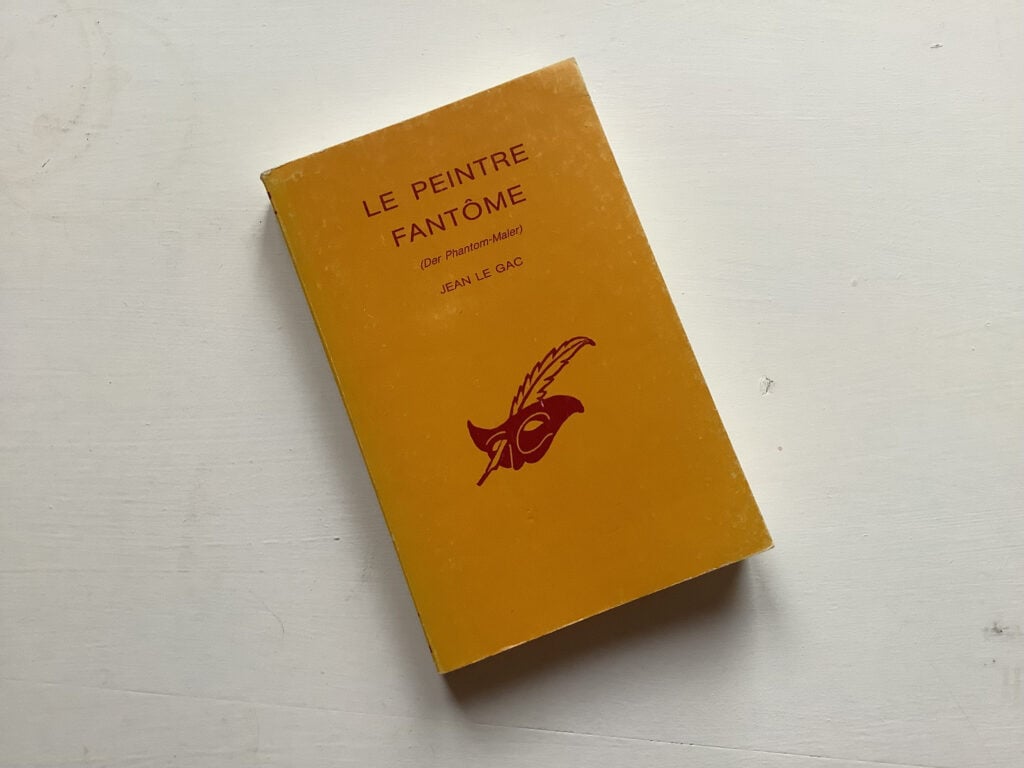 LE PEINTRE
FANTÔME
(Der Phantom-Maler)
JEAN LE GAC